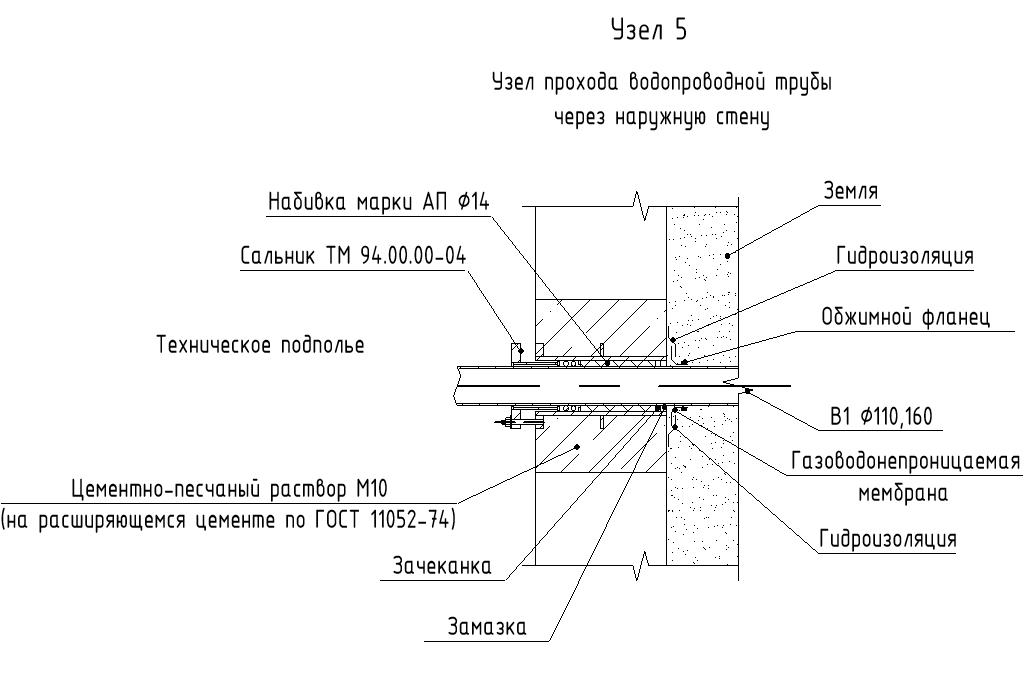 Узел 5
Узел прохода водопроводной трубы
через наружную стену
Набивка марки АП Ф14
Земля
Сальник ТМ 94.00.00-04
Гидроизоляция
Обжимной фланец
Техническое подполье
В1 Ф110,160
Газоводонепроницаемая
мембрана
Цементно-песчаный раствор М10
(на расширяющемся цементе по ГОСТ 11052-74)
Гидроизоляция
Зачеканка
Замазка